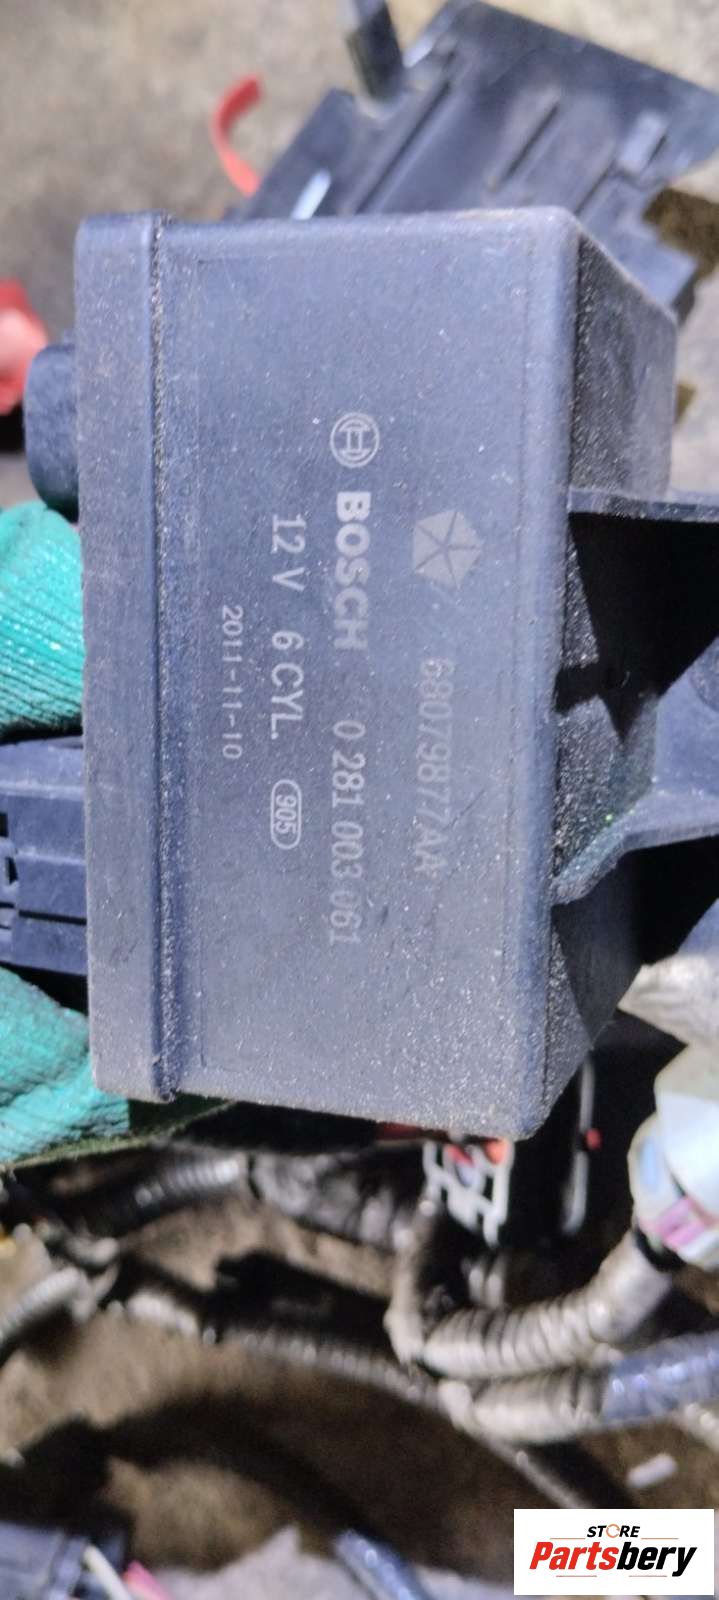 68079877AA
BOSCH 0 281 003 061
12 V 6 CYL. 905
2011-11-10
STORE
Partsbery